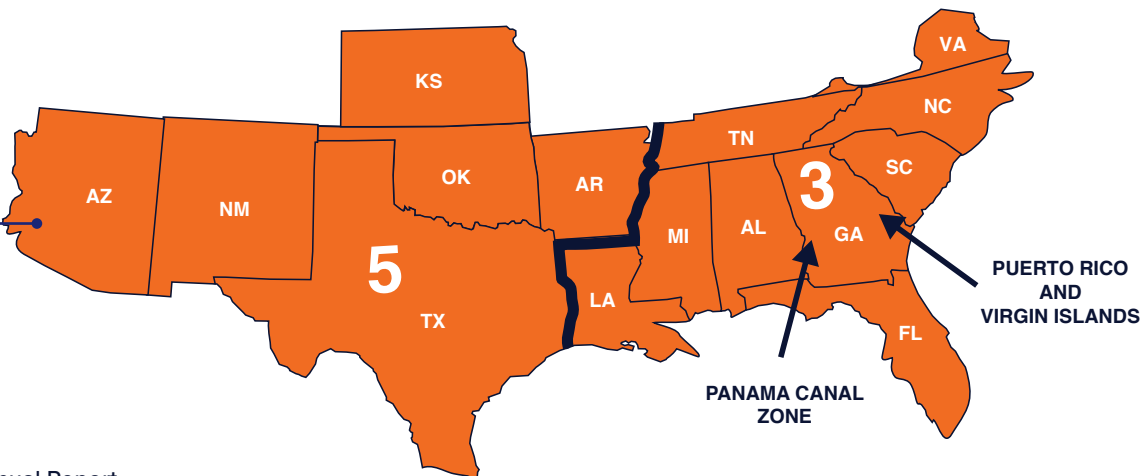 VA
KS
NC
TN
OK
SC
AR
AZ
3
NM
AL
MI
GA
5
PUERTO RICO
AND
VIRGIN ISLANDS
LA
TX
FL
PANAMA CANAL
ZONE